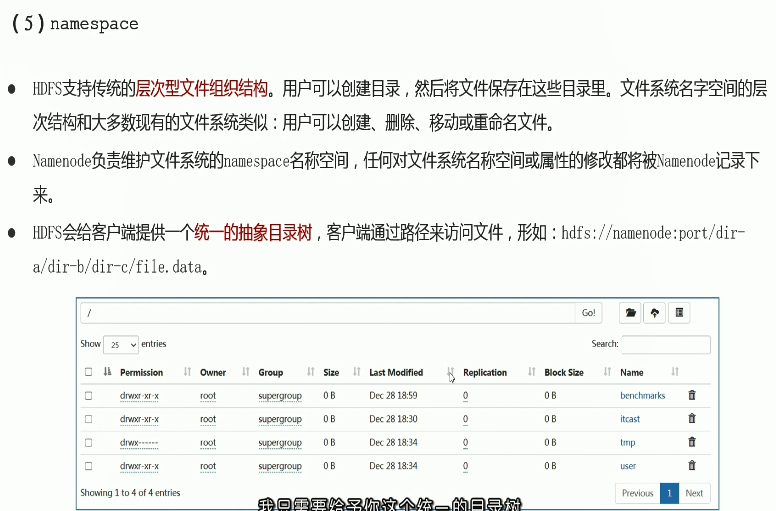 (5)namespace
HDFS支持传统的层次型文件组织结构。用户可以创建目录，然后将文件保存在这些目录里。文件系统名字空间的层
次结构和大多数现有的文件系统类似：用户可以创建、删除、移动或重命名文件。
Namenode负责维护文件系统的namespace名称空间，任何对文件系统名称空间或属性的修改都将被Namenode记录下
来。
HDFS会给客户端提供一个统一的抽象目录树，客户端通过路径来访问文件，形如：hdfs://namenode:port/dir-
a/dir-b/dir-c/file.data。
/ Go!
Show 25 entries Search:
Permission Owner Group Size Last Modified Replication Block Size Name
drwxr-xr-x root supergroup 0 B Dec 28 18:59 0 0 B benchmarks
drwxr-xr-x root supergroup 0 B Dec 28 18:39 0 0 B itcast
drwx------ root supergroup 0 B Dec 28 18:34 0 0 B tmp
drwxr-xr-x root supergroup 0 B Dec 28 18:34 0 0 B user
Showing 1 to 4 of 4 entries Previous 1 Next
我只需要给予你这个统一的目录树